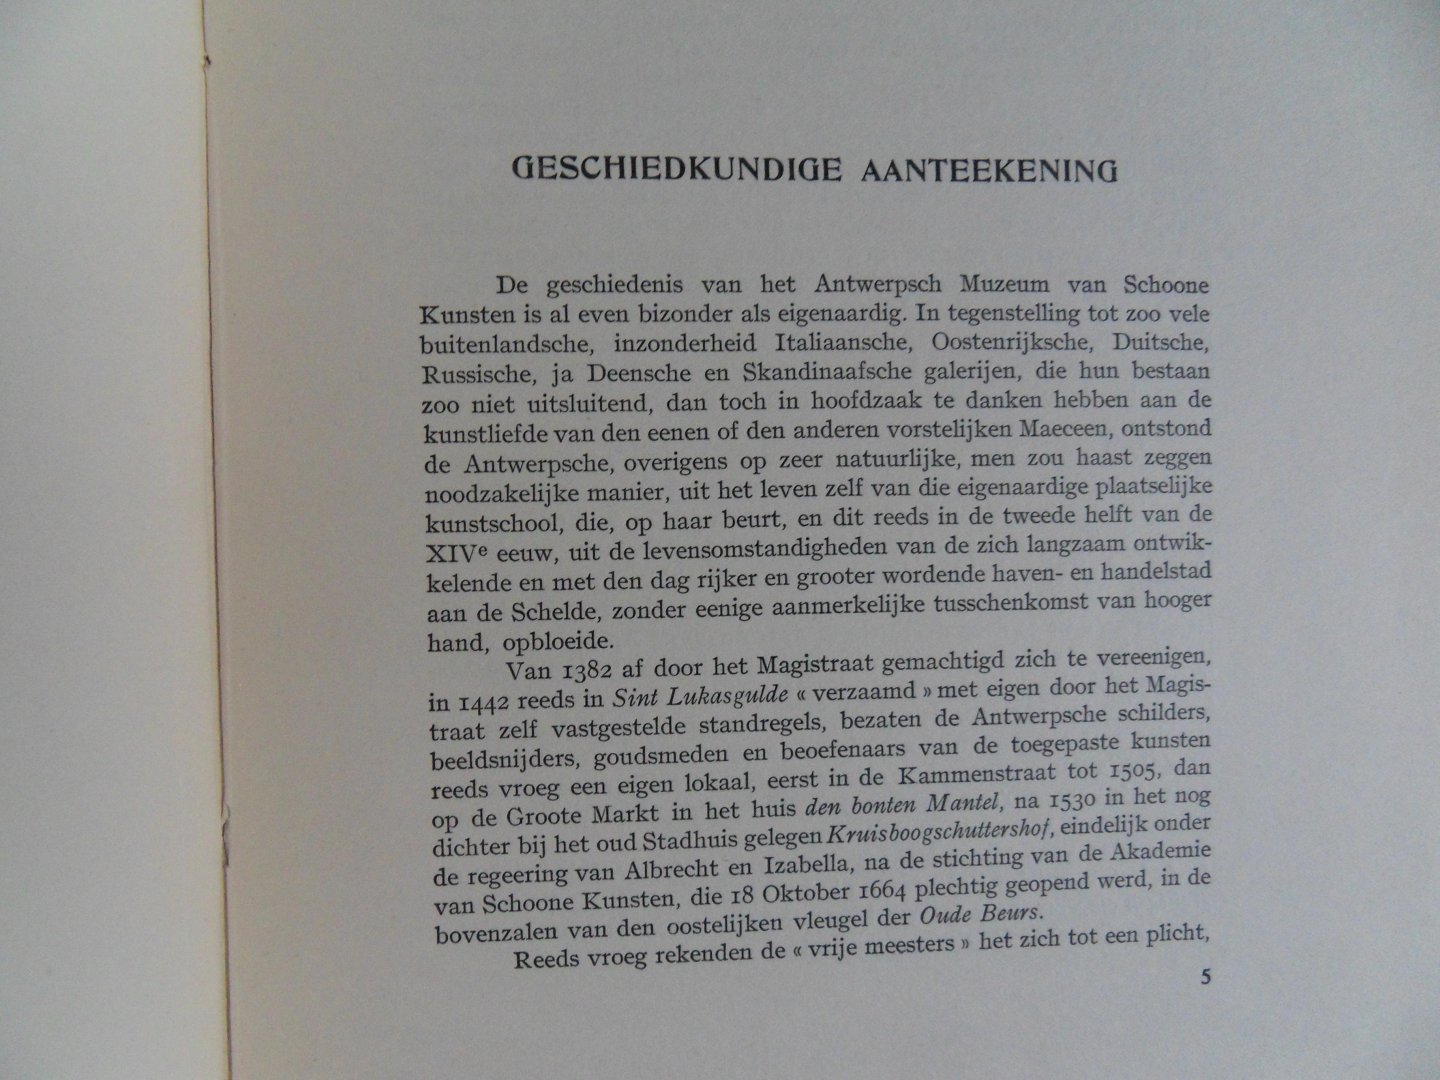 GESCHIEDKUNDIGE AANTEEKENING
De geschiedenis van het Antwerpsch Muzeum van Schoone
Kunsten is al even bizonder als eigenaardig. In tegenstelling tot zoo vele
buitenlandsche, inzonderheid Italiaansche, Oostenrijksche, Duitsche,
Russische, ja Deensche en Skandinaafsche galerijen, die hun bestaan
zoo niet uitsluitend, dan toch in hoofdzaak te danken hebben aan de
kunstliefde van den eenen of den anderen vorstelijken Maeceen, ontstond
de Antwerpsche, overigens op zeer natuurlijke, men zou haast zeggen
noodzakelijke manier, uit het leven zelf van die eigenaardige plaatselijke
kunstschool, die, op haar beurt, en dit reeds in de tweede helft van de
XIVe eeuw, uit de levensomstandigheden van de zich langzaam ontwik-
kelende en met den dag rijker en grooter wordende haven- en handelstad
aan de Schelde, zonder eenige aanmerkelijke tusschenkomst van hooger
hand, opbloeide.
Van 1382 af door het Magistraat gemachtigd zich te vereenigen,
in 1442 reeds in Sint Lukasgulde « verzaamd » met eigen door het Magis-
traat zelf vastgestelde standregels, bezaten de Antwerpsche schilders,
beeldsnijders, goudsmeden en beoefenaars van de toegepaste kunsten
reeds vroeg een eigen lokaal, eerst in de Kammenstraat tot 1505, dan
op de Groote Markt in het huis den bonten Mantel, na 1530 in het nog
dichter bij het oud Stadhuis gelegen Kruisboogschuttershof, eindelijk onder
de regeering van Albrecht en Izabella, na de stichting van de Akademie
van Schoone Kunsten, die 18 Oktober 1664 plechtig geopend werd, in de
bovenzalen van den oostelijken vleugel der Oude Beurs.
Reeds vroeg rekenden de « vrije meesters » het zich tot een plicht,
5